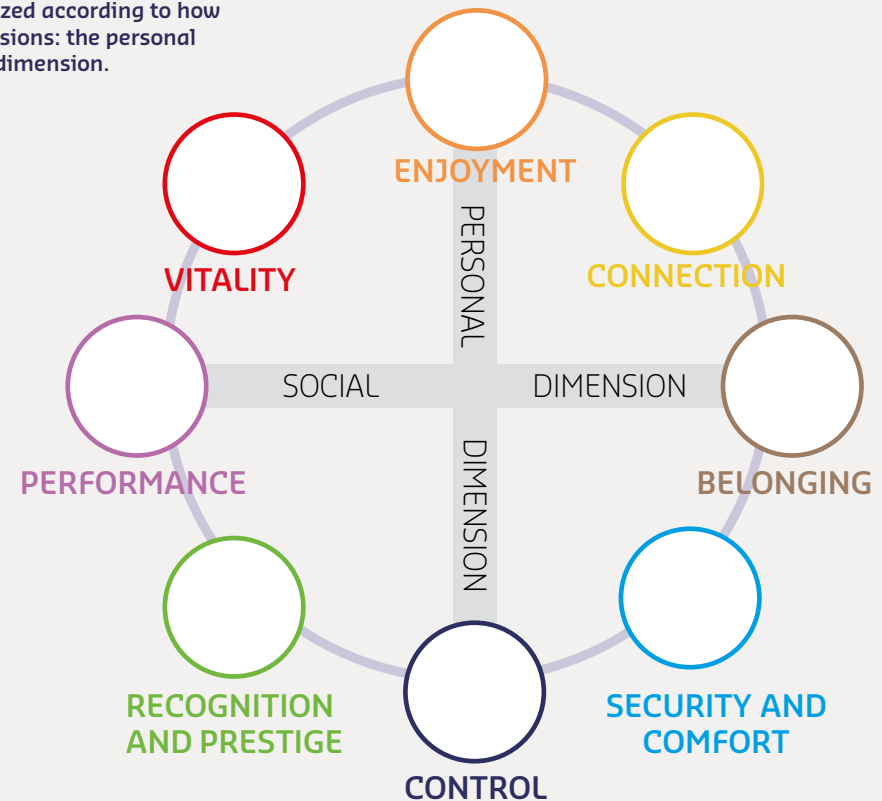 zed according to how
sions: the personal
dimension.
ENJOYMENT
VITALITY
CONNECTION
PERSONAL
SOCIAL
DIMENSION
PERFORMANCE
BELONGING
DIMENSION
RECOGNITION
AND PRESTIGE
SECURITY AND
COMFORT
CONTROL